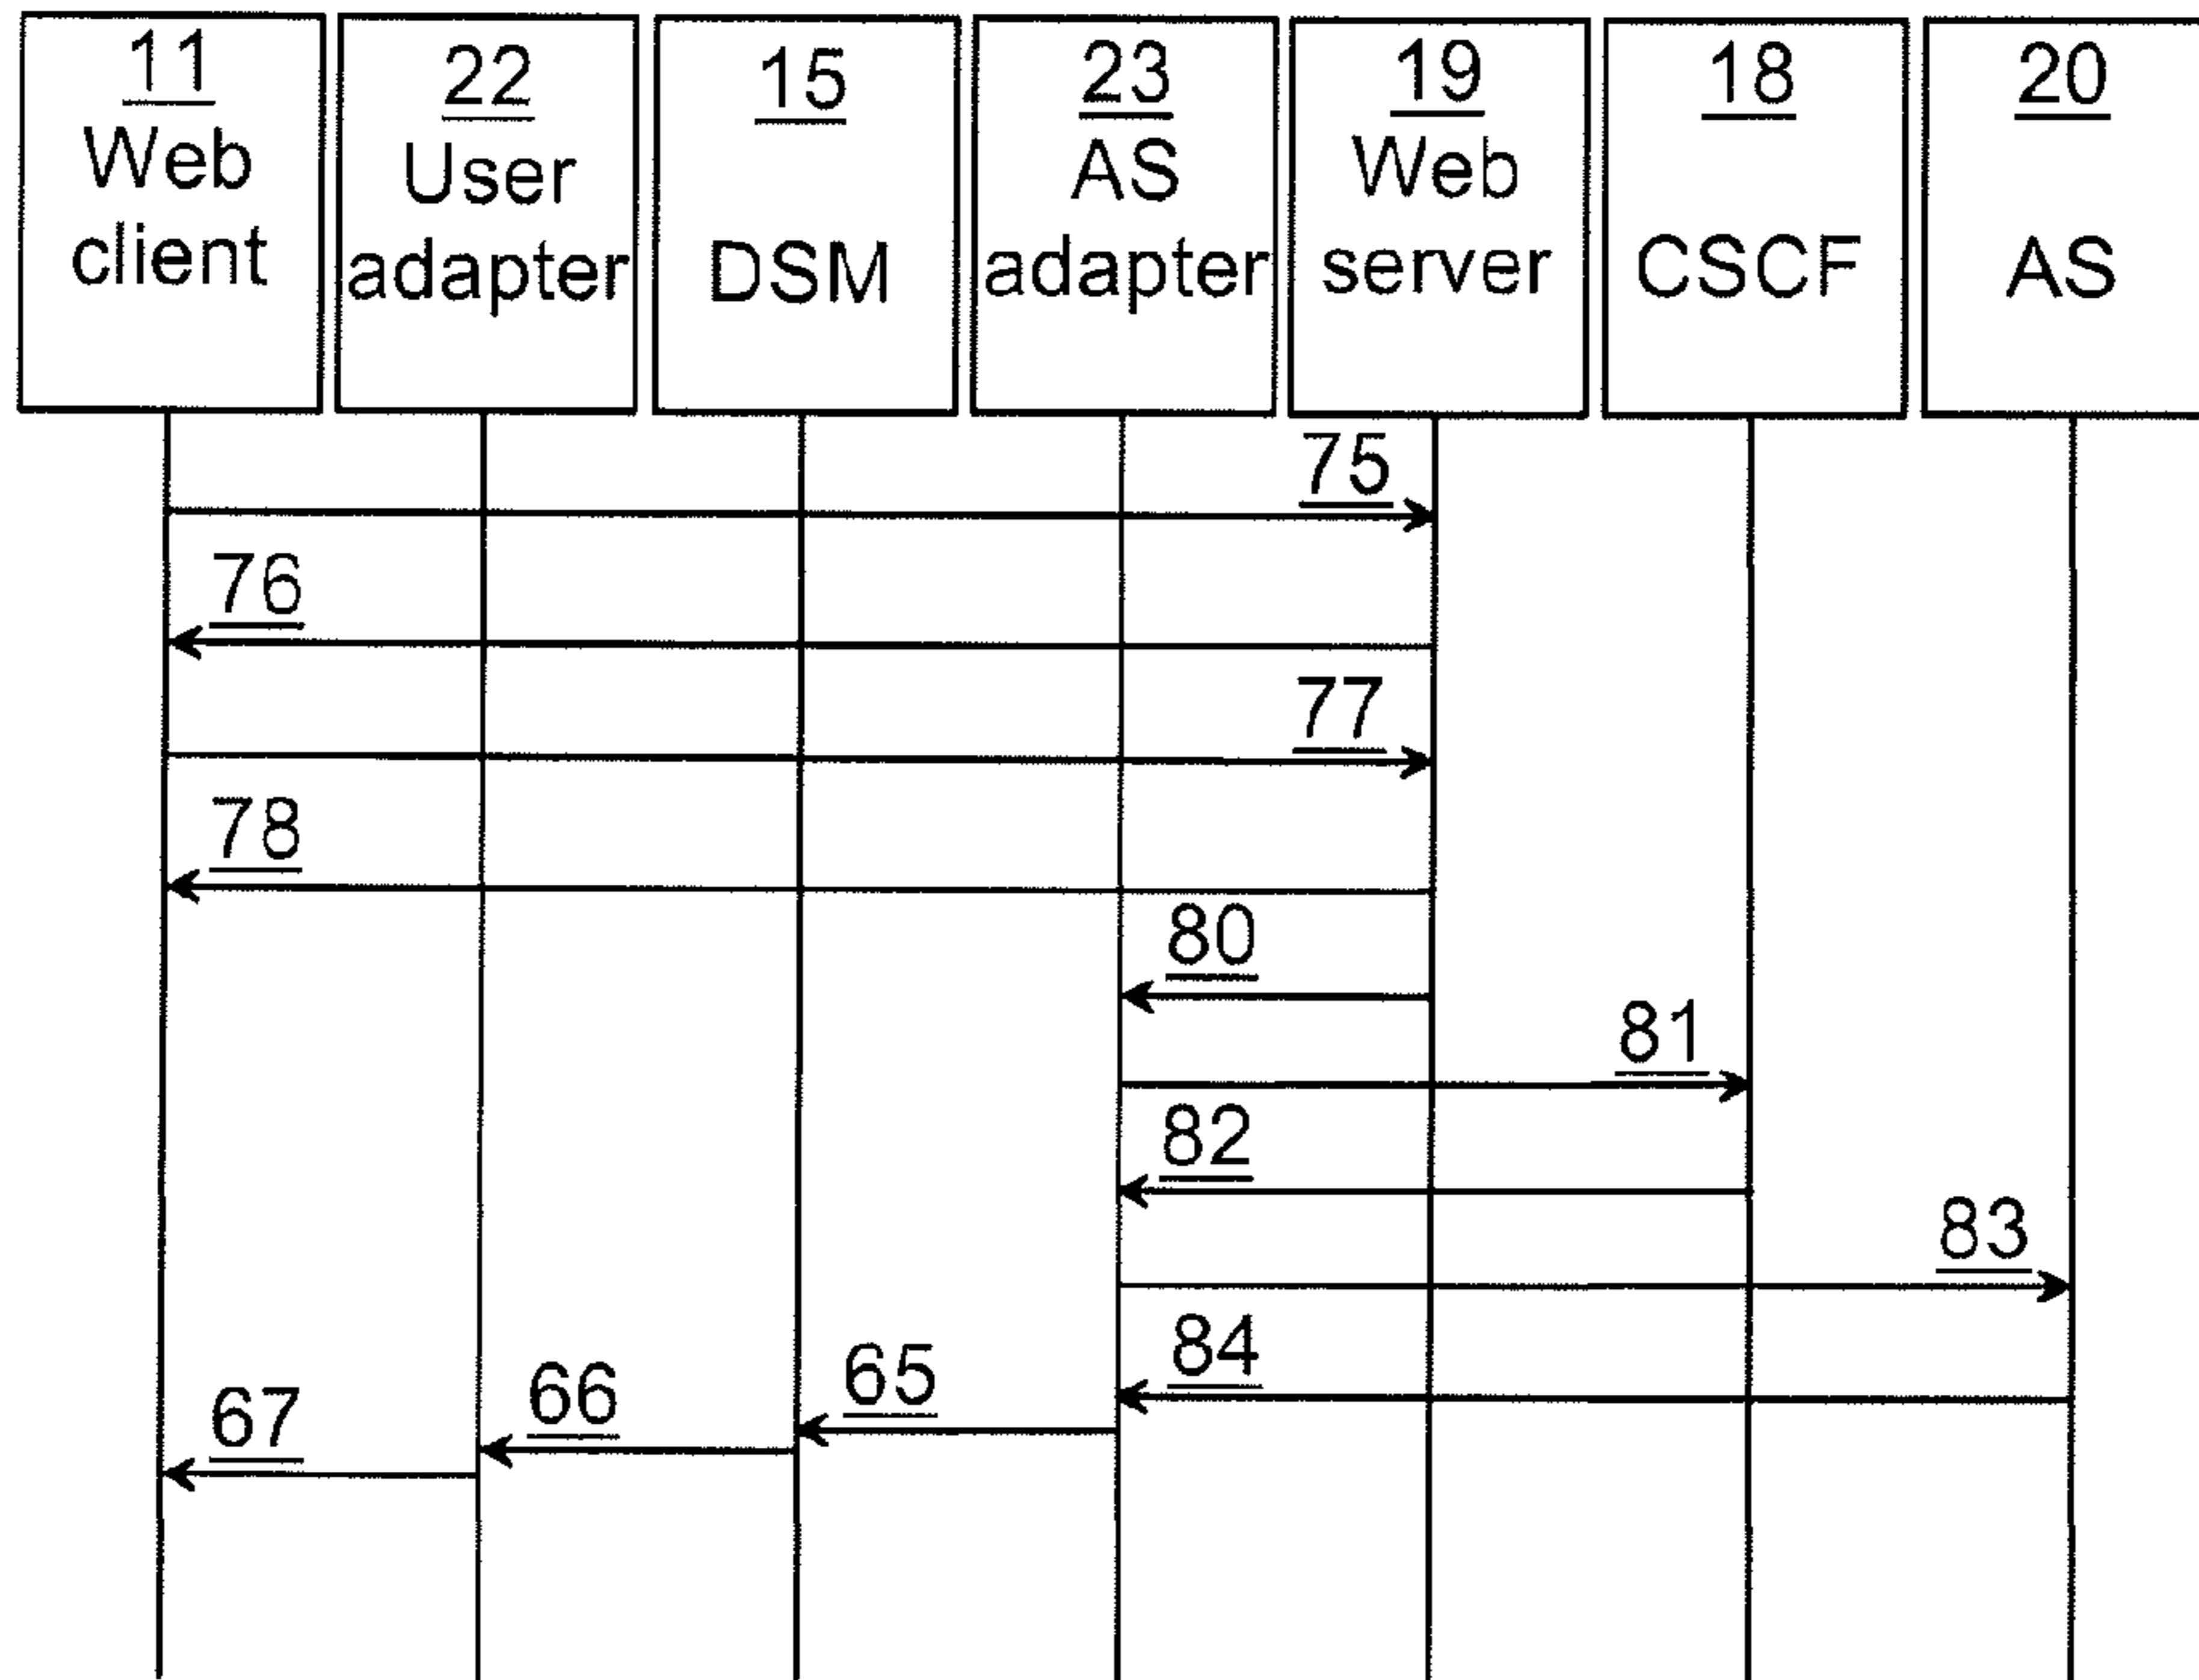 11
Web
client
22
User
adapter
15
DSM
23
AS
adapter
19
Web
server
18
CSCF
20
AS
75
76
77
78
80
81
82
83
84
65
66
67